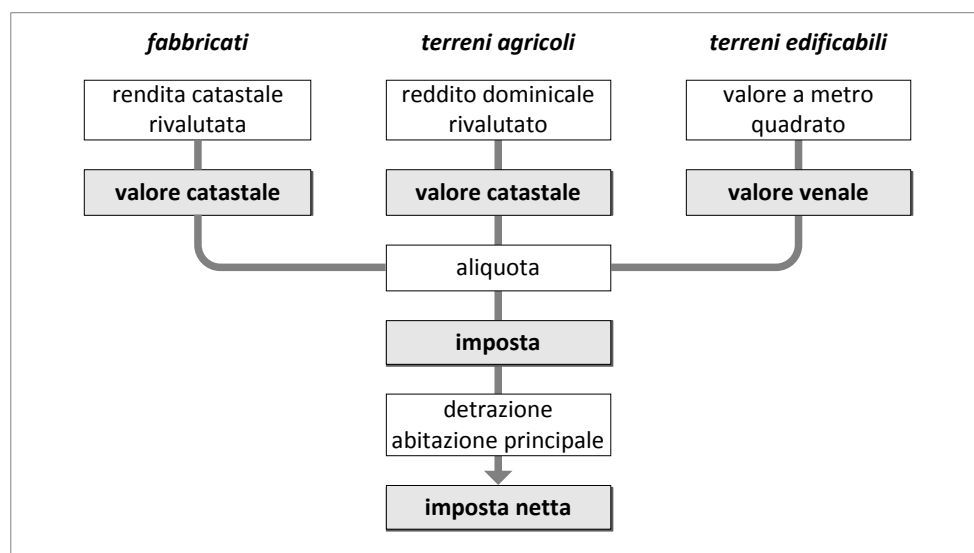 fabbricati
terreni agricoli
terreni edificabili
rendita catastale
rivalutata
reddito dominicale
rivalutato
valore a metro
quadrato
valore catastale
valore catastale
valore venale
aliquota
imposta
detrazione
abitazione principale
imposta netta